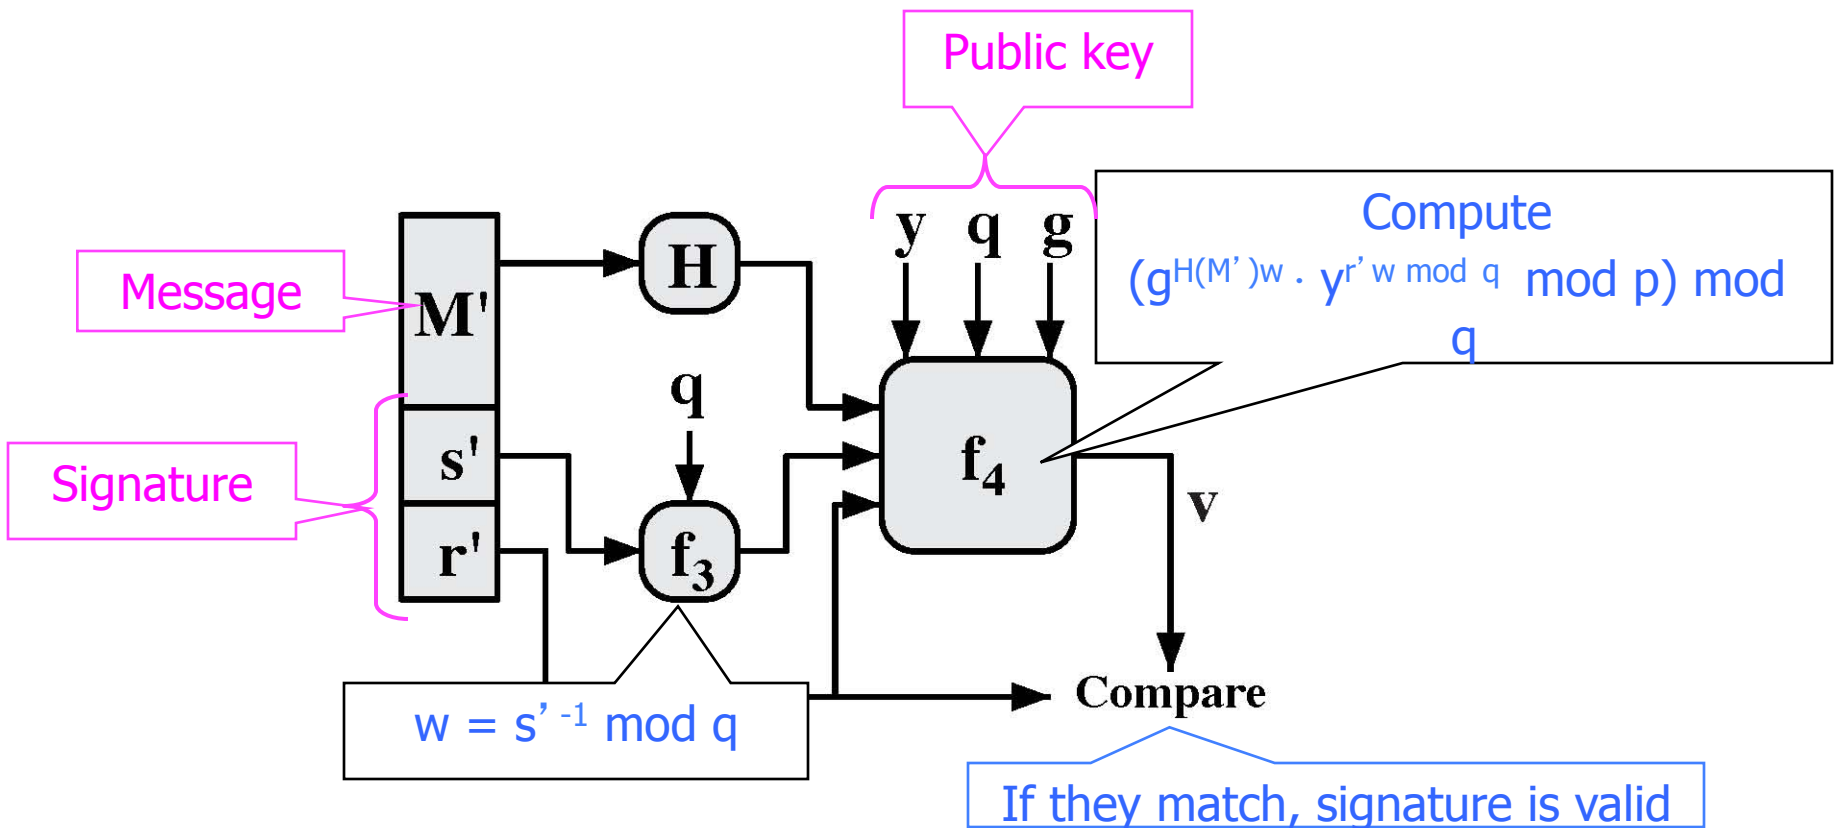 Public key
y q g
Compute
(g^H(M’)w · y^r’w mod q mod p) mod
q
Message
M'
H
q
Signature
s'
f₃
f₄
v
r'
w = s’^-1 mod q
Compare
If they match, signature is valid